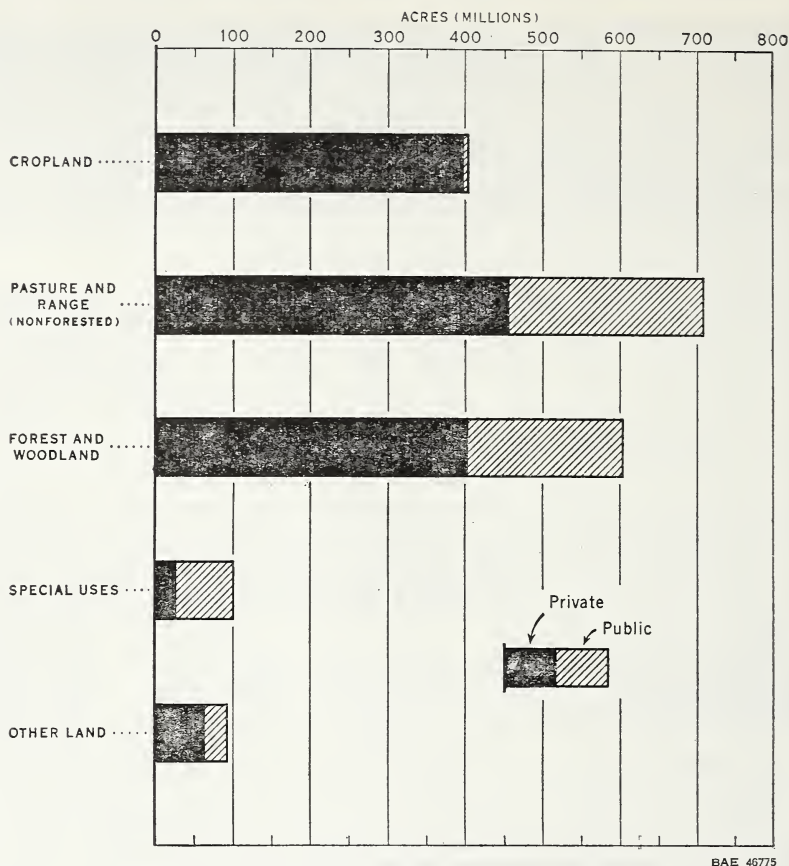 ACRES (MILLIONS)
0 100 200 300 400 500 600 700 800
CROPLAND
PASTURE AND
RANGE
(NONFORESTED)
FOREST AND
WOODLAND
SPECIAL USES
Private
Public
OTHER LAND
BAE 46775